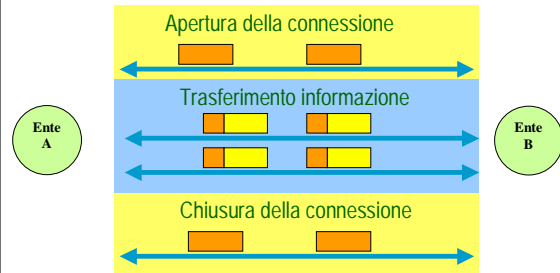 Apertura della connessione
Trasferimento informazione
Ente
A
Ente
B
Chiusura della connessione